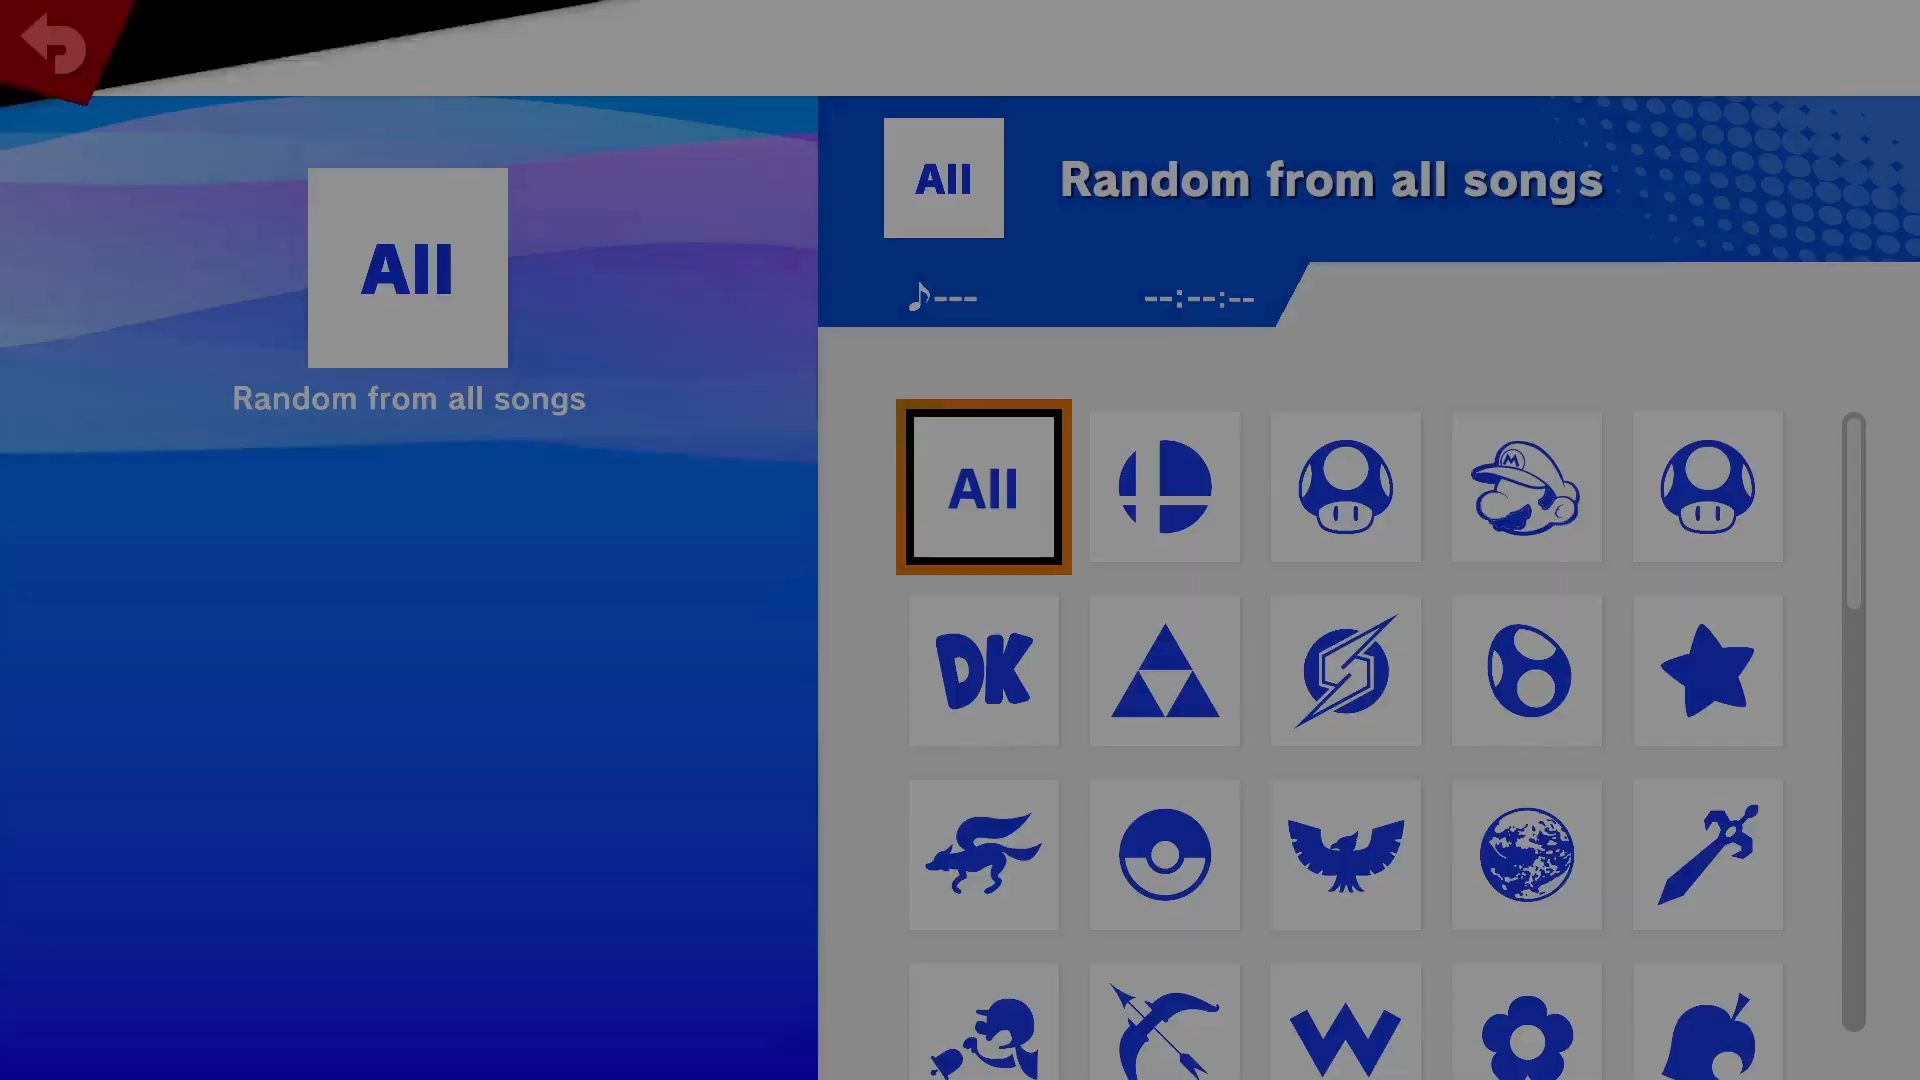 All
Random from all songs
All
Random from all songs
♪---
--:--:--
All
DK